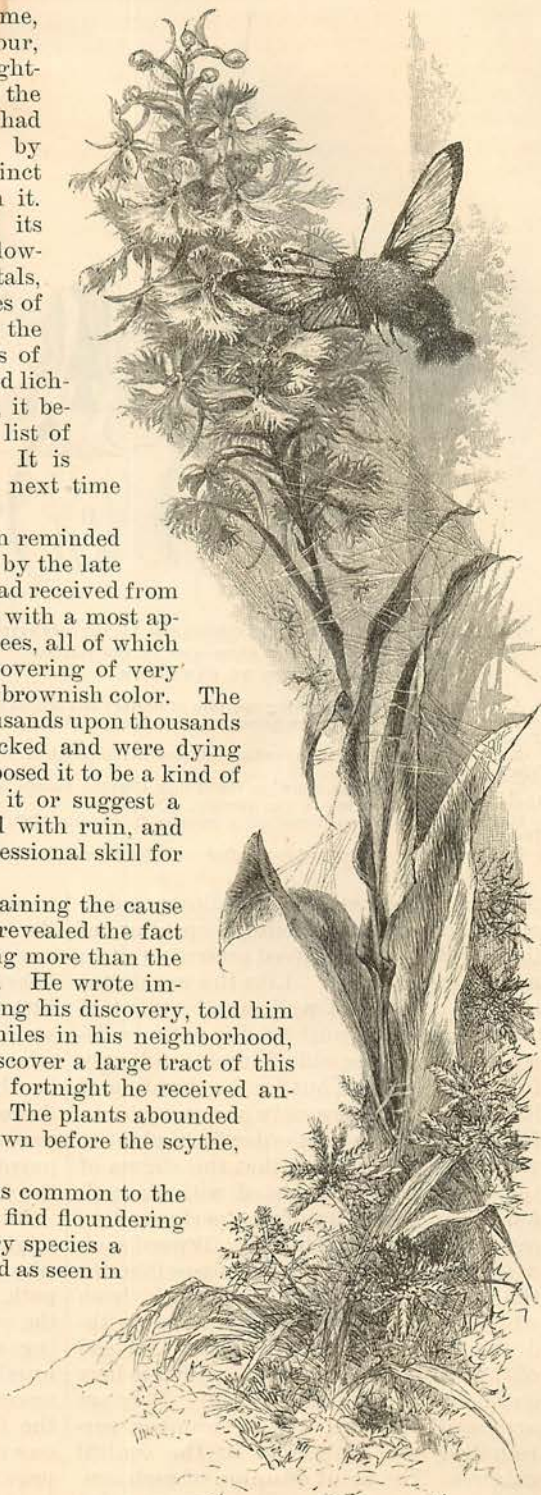 me,
our,
ght-
the
had
by
inct
it.
its
low-
tals,
es of
the
s of
d lich-
it be-
list of
It is
next time
n reminded
by the late
ad received from
with a most ap-
ees, all of which
overing of very
brownish color. The
usands upon thousands
cked and were dying
posed it to be a kind of
it or suggest a
l with ruin, and
essional skill for
aining the cause
revealed the fact
ng more than the
He wrote im-
ng his discovery, told him
miles in his neighborhood,
scover a large tract of this
fortnight he received an-
The plants abounded
wn before the scythe,
s common to the
find floundering
ry species a
d as seen in